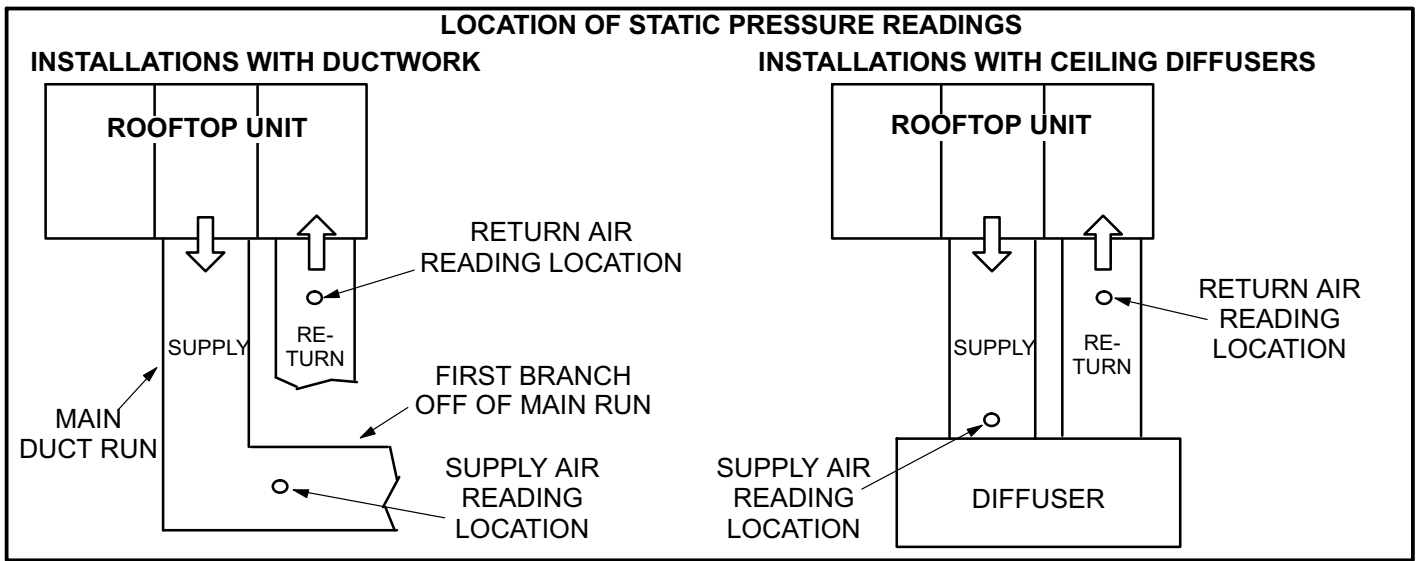 LOCATION OF STATIC PRESSURE READINGS
INSTALLATIONS WITH DUCTWORK
ROOFTOP UNIT
RETURN AIR
READING LOCATION
SUPPLY
RE-
TURN
MAIN
DUCT RUN
FIRST BRANCH
OFF OF MAIN RUN
SUPPLY AIR
READING
LOCATION
INSTALLATIONS WITH CEILING DIFFUSERS
ROOFTOP UNIT
RETURN AIR
READING
LOCATION
SUPPLY
RE-
TURN
SUPPLY AIR
READING
LOCATION
DIFFUSER